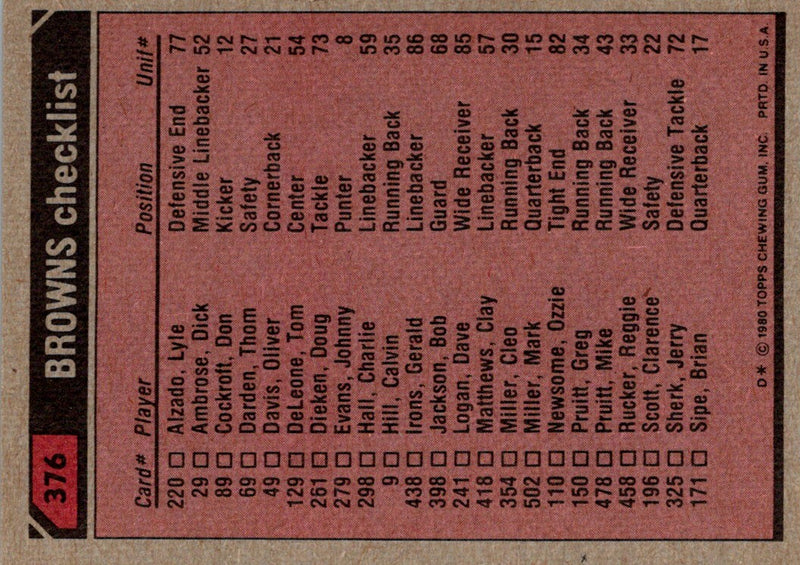 376 BROWNS checklist
Card# Player Position Unit#
220 Alzado, Lyle Defensive End 77
29 Ambrose, Dick Middle Linebacker 52
89 Cockroft, Don Kicker 12
69 Darden, Thom Safety 27
49 Davis, Oliver Cornerback 21
129 DeLeone, Tom Center 54
261 Dieken, Doug Tackle 73
279 Evans, Johnny Punter 8
298 Hall, Charlie Linebacker 59
9 Hill, Calvin Running Back 35
438 Irons, Gerald Linebacker 86
398 Jackson, Bob Guard 68
241 Logan, Dave Wide Receiver 85
418 Matthews, Clay Linebacker 57
354 Miller, Cleo Running Back 30
502 Miller, Mark Quarterback 15
110 Newsome, Ozzie Tight End 82
150 Pruitt, Greg Running Back 34
478 Pruitt, Mike Running Back 43
458 Rucker, Reggie Wide Receiver 33
196 Scott, Clarence Safety 22
325 Sherk, Jerry Defensive Tackle 72
171 Sipe, Brian Quarterback 17
D* © 1980 TOPPS CHEWING GUM, INC. PRTD. IN U.S.A.